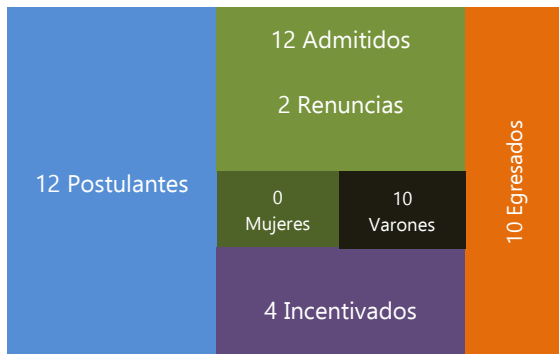 12 Postulantes
12 Admitidos
2 Renuncias
0
Mujeres
10
Varones
4 Incentivados
10 Egresados